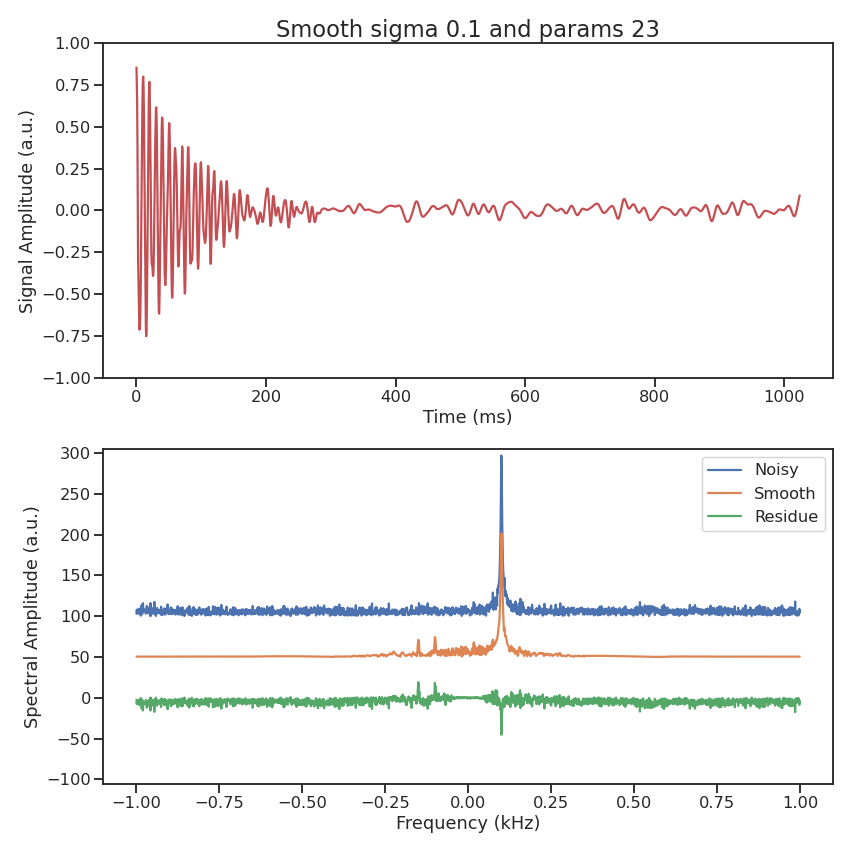 Smooth sigma 0.1 and params 23
1.00
0.75
0.50
0.25
0.00
−0.25
−0.50
−0.75
−1.00
Signal Amplitude (a.u.)
0 200 400 600 800 1000
Time (ms)
300
250
200
150
100
50
0
−50
−100
Spectral Amplitude (a.u.)
Noisy
Smooth
Residue
−1.00 −0.75 −0.50 −0.25 0.00 0.25 0.50 0.75 1.00
Frequency (kHz)